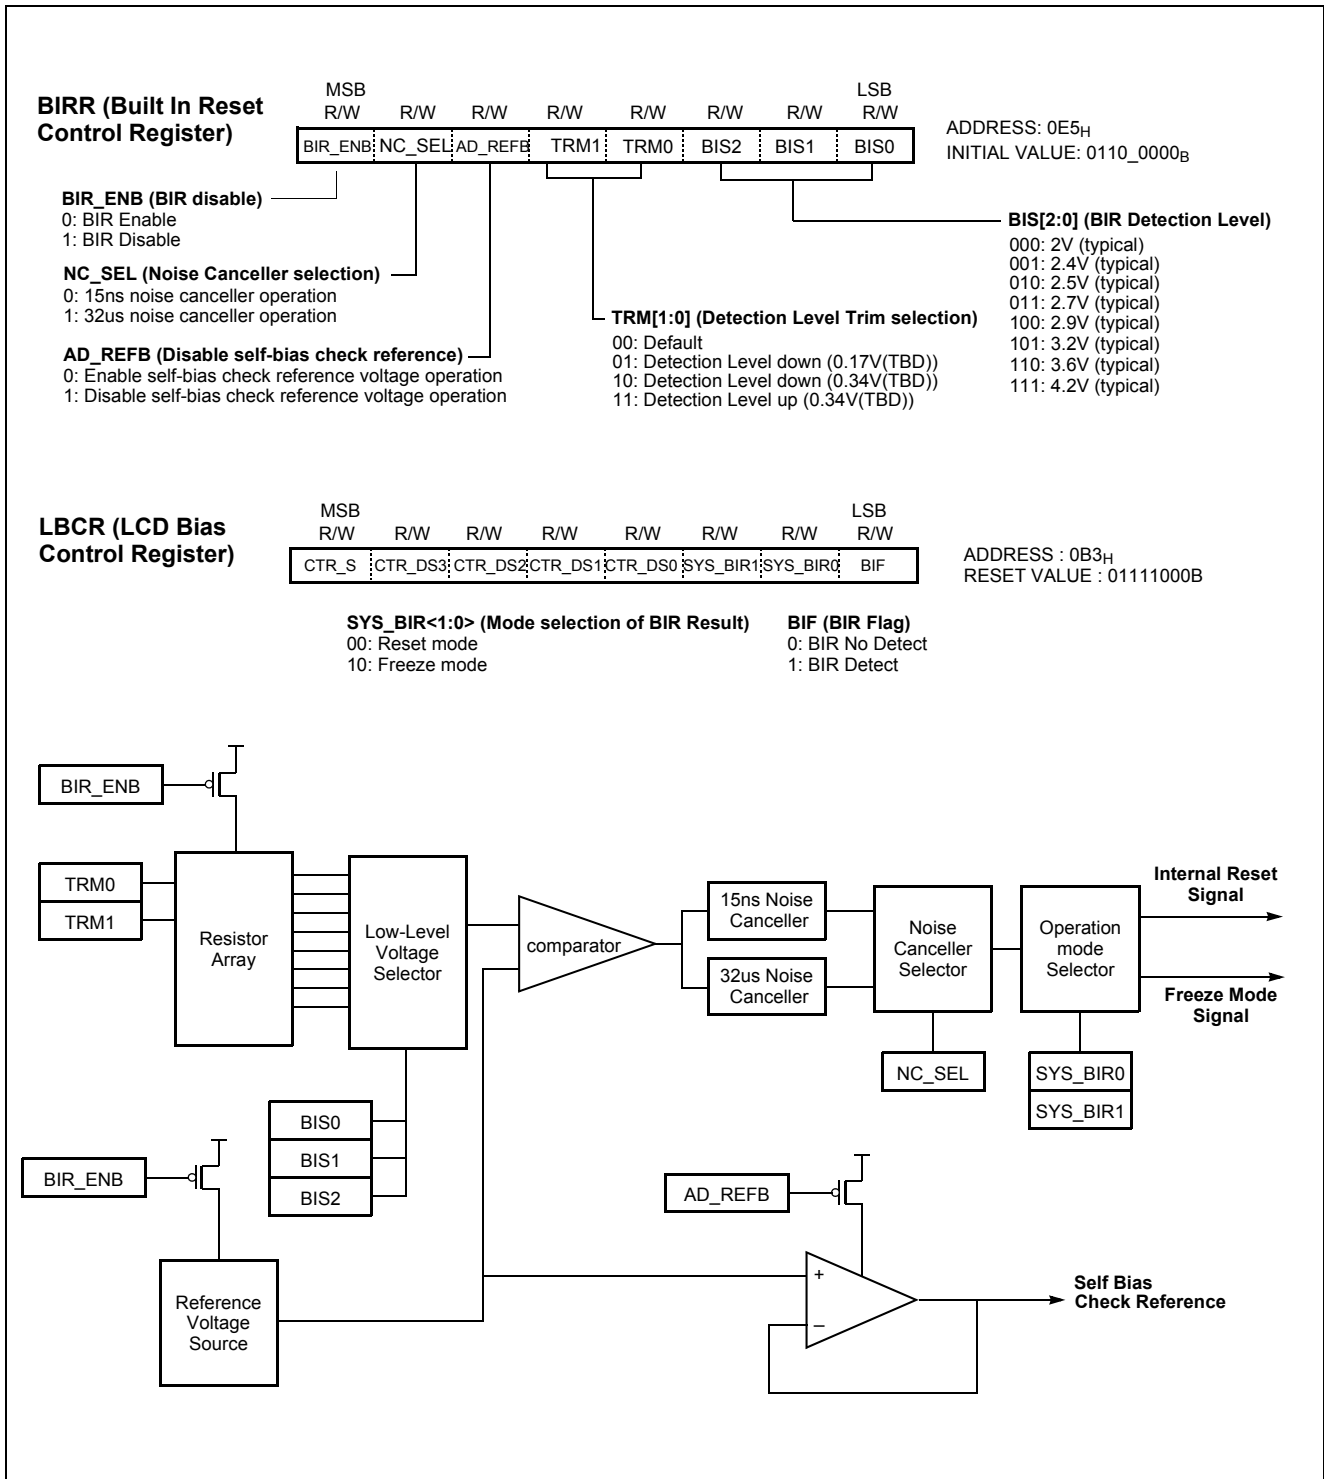 BIRR (Built In Reset
Control Register)
MSB
LSB
R/W R/W R/W R/W R/W R/W R/W R/W
BIR_ENB NC_SEL AD_REFB TRM1 TRM0 BIS2 BIS1 BIS0
ADDRESS: 0E5H
INITIAL VALUE: 0110_0000B
BIR_ENB (BIR disable)
0: BIR Enable
1: BIR Disable
NC_SEL (Noise Canceller selection)
0: 15ns noise canceller operation
1: 32us noise canceller operation
AD_REFB (Disable self-bias check reference)
0: Enable self-bias check reference voltage operation
1: Disable self-bias check reference voltage operation
TRM[1:0] (Detection Level Trim selection)
00: Default
01: Detection Level down (0.17V(TBD))
10: Detection Level down (0.34V(TBD))
11: Detection Level up (0.34V(TBD))
BIS[2:0] (BIR Detection Level)
000: 2V (typical)
001: 2.4V (typical)
010: 2.5V (typical)
011: 2.7V (typical)
100: 2.9V (typical)
101: 3.2V (typical)
110: 3.6V (typical)
111: 4.2V (typical)
LBCR (LCD Bias
Control Register)
MSB
LSB
R/W R/W R/W R/W R/W R/W R/W R/W
CTR_S CTR_DS3 CTR_DS2 CTR_DS1 CTR_DS0 SYS_BIR1 SYS_BIR0 BIF
ADDRESS : 0B3H
RESET VALUE : 01111000B
SYS_BIR<1:0> (Mode selection of BIR Result)
00: Reset mode
10: Freeze mode
BIF (BIR Flag)
0: BIR No Detect
1: BIR Detect
BIR_ENB
TRM0
TRM1
Resistor
Array
Low-Level
Voltage
Selector
comparator
15ns Noise
Canceller
32us Noise
Canceller
Noise
Canceller
Selector
Operation
mode
Selector
Internal Reset
Signal
Freeze Mode
Signal
NC_SEL
SYS_BIR0
SYS_BIR1
BIS0
BIS1
BIS2
BIR_ENB
Reference
Voltage
Source
AD_REFB
+
–
Self Bias
Check Reference